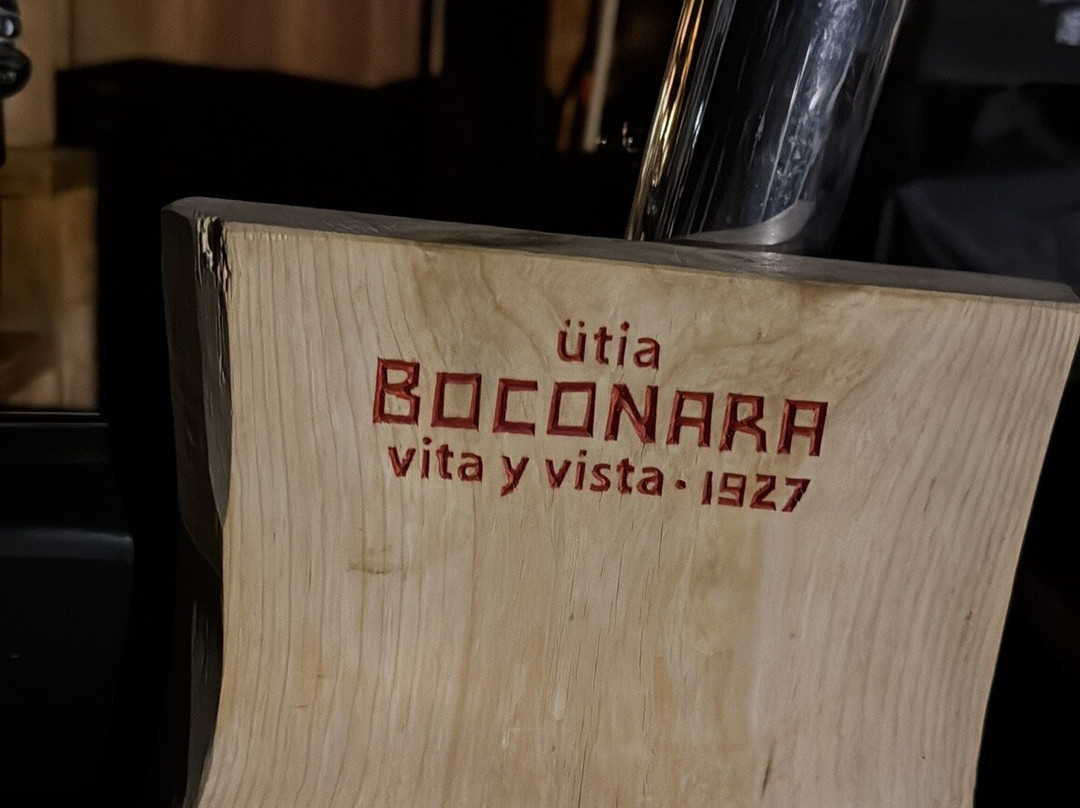 ütia
BOCONARA
vita y vista · 1927